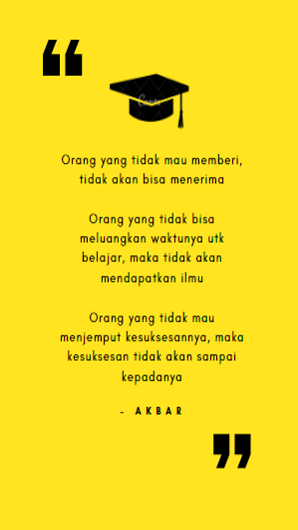 Orang yang tidak mau memberi,
tidak akan bisa menerima
Orang yang tidak bisa
meluangkan waktunya utk
belajar, maka tidak akan
mendapatkan ilmu
Orang yang tidak mau
menjemput kesuksesannya, maka
kesuksesan tidak akan sampai
kepadanya
- AKBAR